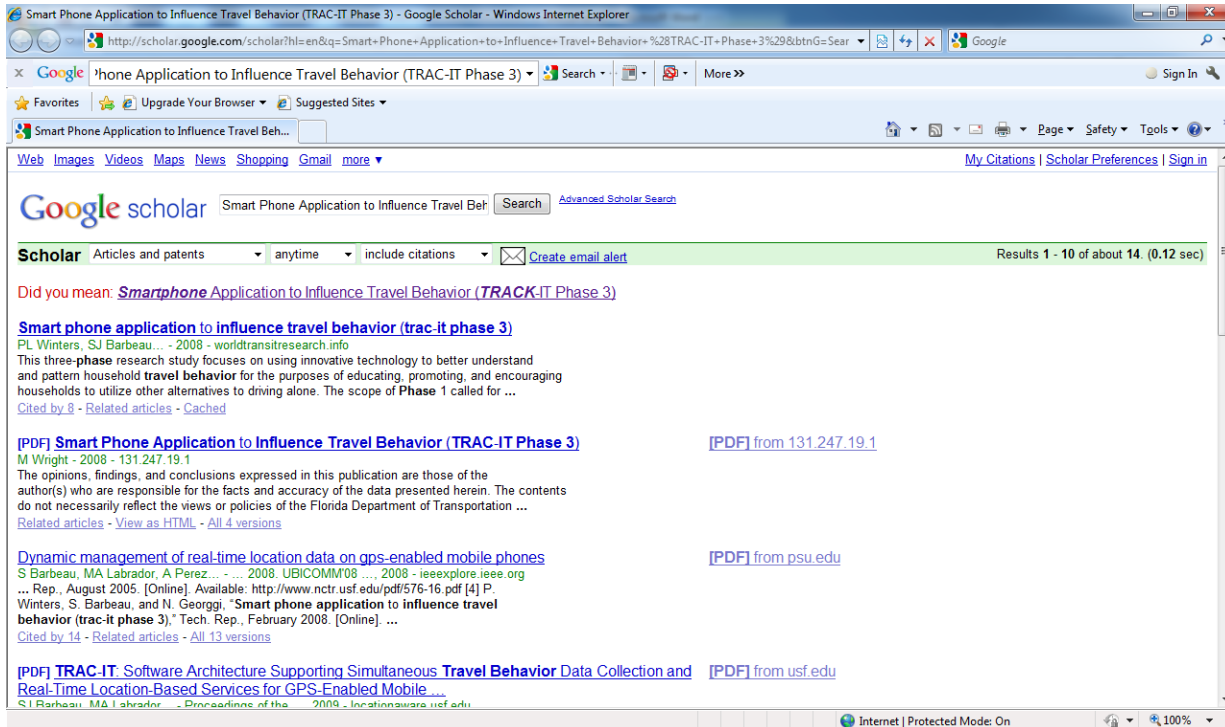 Smart Phone Application to Influence Travel Behavior (TRAC-IT Phase 3) - Google Scholar - Windows Internet Explorer
http://scholar.google.com/scholar?hl=en&q=Smart+Phone+Application+to+Influence+Travel+Behavior+%28TRAC-IT+Phase+3%29&btnG=Sear Google
x Google Phone Application to Influence Travel Behavior (TRAC-IT Phase 3) Search More >> Sign In
Favorites Upgrade Your Browser Suggested Sites
Smart Phone Application to Influence Travel Beh... Page Safety Tools
Web Images Videos Maps News Shopping Gmail more My Citations | Scholar Preferences | Sign in
Google scholar Smart Phone Application to Influence Travel Beh Search Advanced Scholar Search
Scholar Articles and patents anytime include citations Create email alert Results 1 - 10 of about 14. (0.12 sec)
Did you mean: Smartphone Application to Influence Travel Behavior (TRACK-IT Phase 3)
Smart phone application to influence travel behavior (trac-it phase 3)
PL Winters, SJ Barbeau... - 2008 - worldtransitresearch.info
This three-phase research study focuses on using innovative technology to better understand
and pattern household travel behavior for the purposes of educating, promoting, and encouraging
households to utilize other alternatives to driving alone. The scope of Phase 1 called for ...
Cited by 8 - Related articles - Cached
[PDF] Smart Phone Application to Influence Travel Behavior (TRAC-IT Phase 3) [PDF] from 131.247.19.1
M Wright - 2008 - 131.247.19.1
The opinions, findings, and conclusions expressed in this publication are those of the
author(s) who are responsible for the facts and accuracy of the data presented herein. The contents
do not necessarily reflect the views or policies of the Florida Department of Transportation ...
Related articles - View as HTML - All 4 versions
Dynamic management of real-time location data on gps-enabled mobile phones [PDF] from psu.edu
S Barbeau, MA Labrador, A Perez... - ... 2008. UBICOMM'08 ..., 2008 - ieeexplore.ieee.org
... Rep., August 2005. [Online]. Available: http://www.nctr.usf.edu/pdf/576-16.pdf [4] P.
Winters, S. Barbeau, and N. Georggi, “Smart phone application to influence travel
behavior (trac-it phase 3),” Tech. Rep., February 2008. [Online]. ...
Cited by 14 - Related articles - All 13 versions
[PDF] TRAC-IT: Software Architecture Supporting Simultaneous Travel Behavior Data Collection and [PDF] from usf.edu
Real-Time Location-Based Services for GPS-Enabled Mobile ...
SJ Barbeau, MA Labrador... - Proceedings of the ..., 2009 - locationaware.usf.edu
Internet | Protected Mode: On 100%